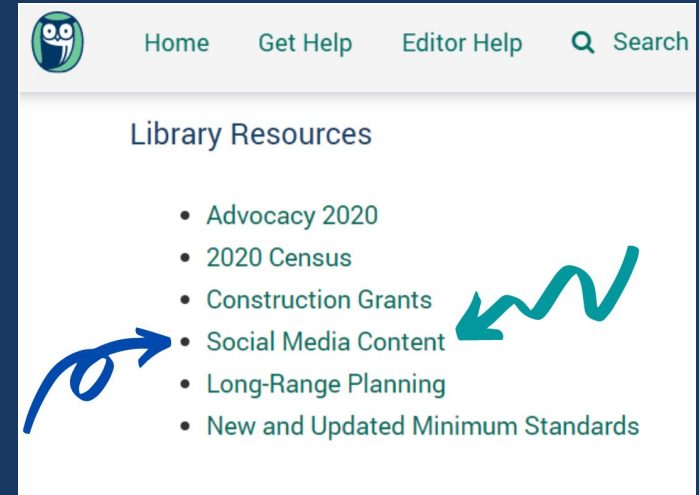 Home Get Help Editor Help Search
Library Resources
Advocacy 2020
2020 Census
Construction Grants
Social Media Content
Long-Range Planning
New and Updated Minimum Standards